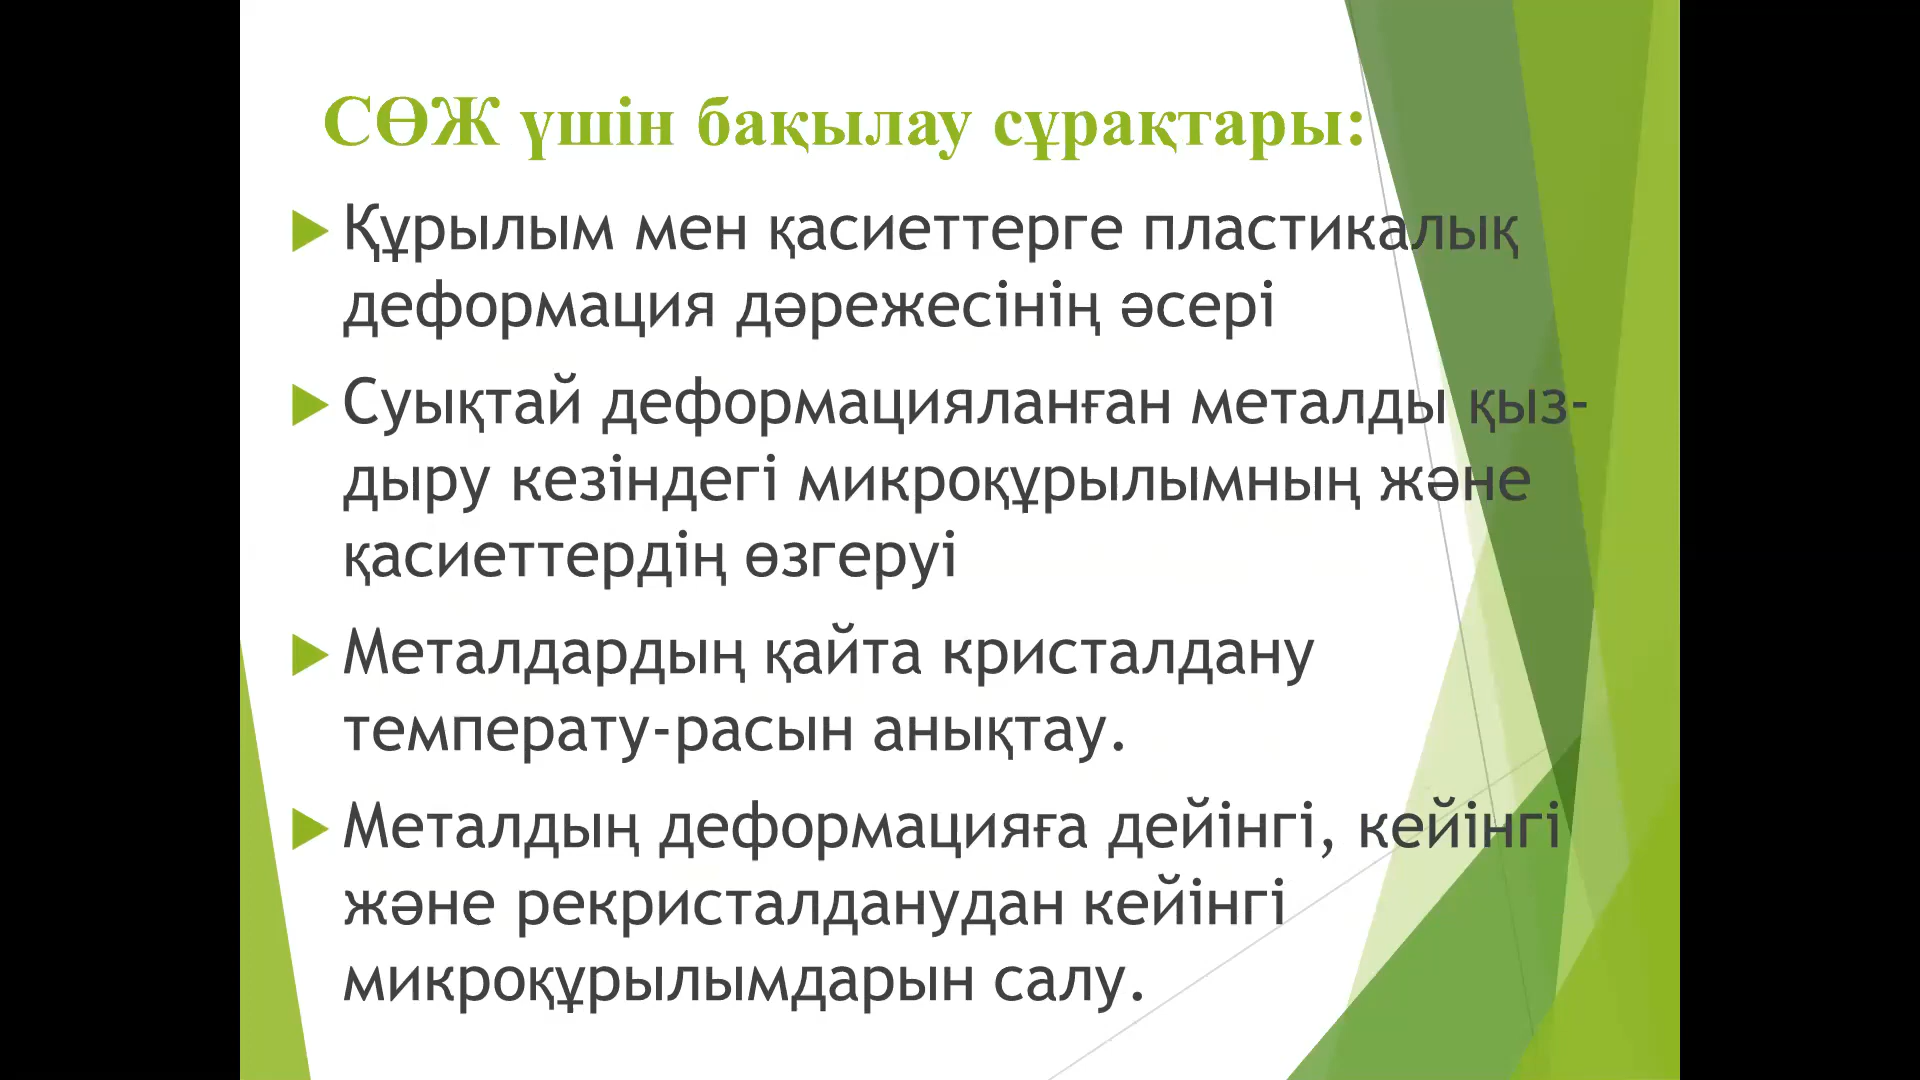 СӨЖ үшін бақылау сұрақтары:
Құрылым мен қасиеттерге пластикалық
деформация дәрежесінің әсері
Суықтай деформацияланған металды қыз-
дыру кезіндегі микроқұрылымның және
қасиеттердің өзгеруі
Металдардың қайта кристалдану
температу-расын анықтау.
Металдың деформацияға дейінгі, кейінгі
және рекристалданудан кейінгі
микроқұрылымдарын салу.